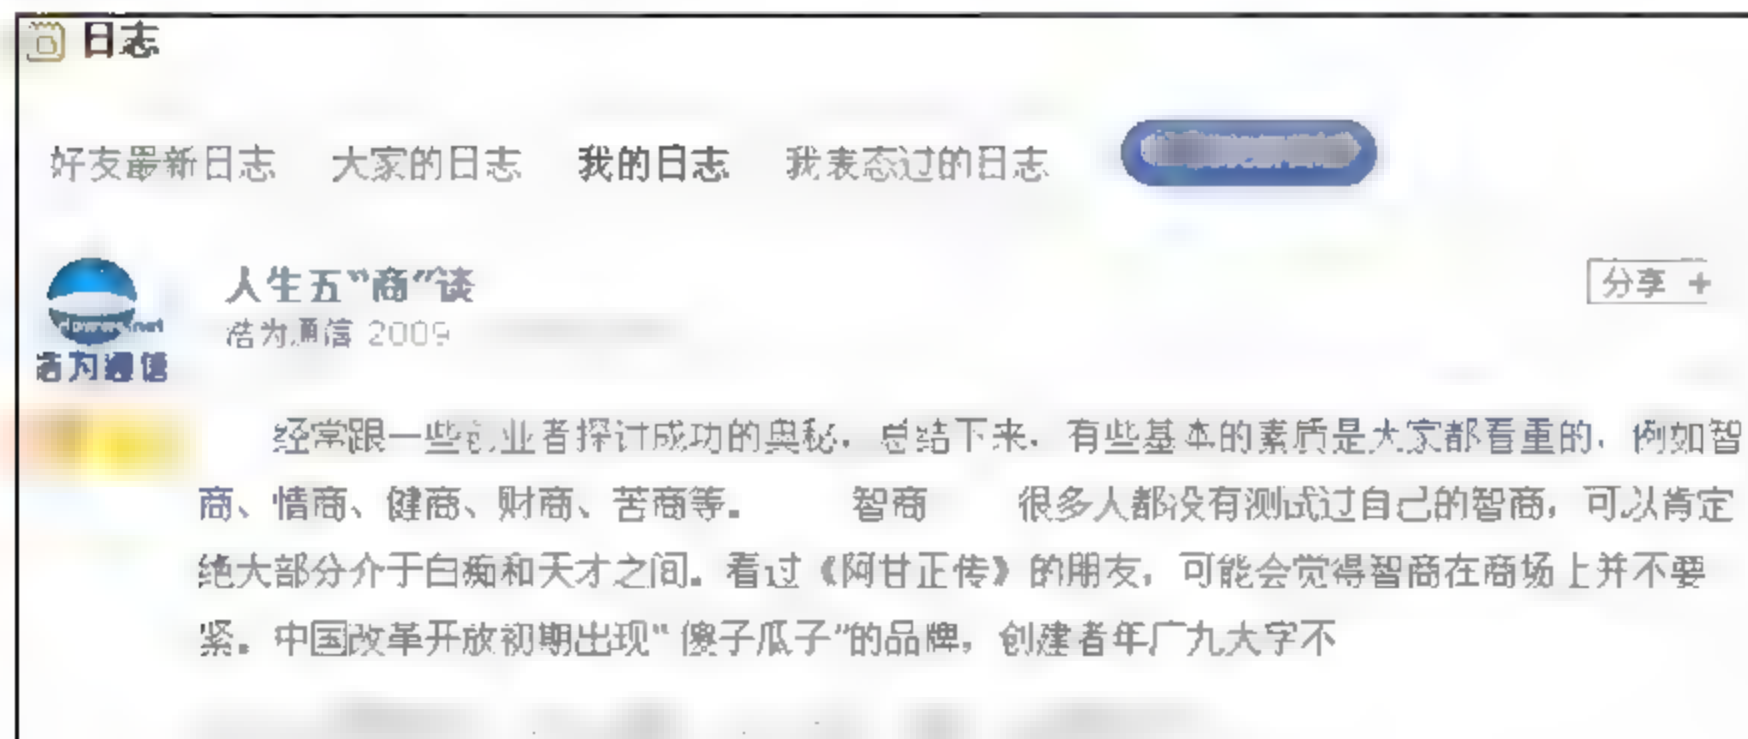 日志
好友最新日志 大家的日志 我的日志 我表态过的日志
人生五“商”谈
分享 +
浩为通信 2009
浩为通信
经常跟一些创业者探讨成功的奥秘，总结下来，有些基本的素质是大家都看重的，例如智
商、情商、健商、财商、苦商等。 智商 很多人都没有测试过自己的智商，可以肯定
绝大部分介于白痴和天才之间。看过《阿甘正传》的朋友，可能会觉得智商在商场上并不要
紧。中国改革开放初期出现“傻子瓜子”的品牌，创建者年广九大字不